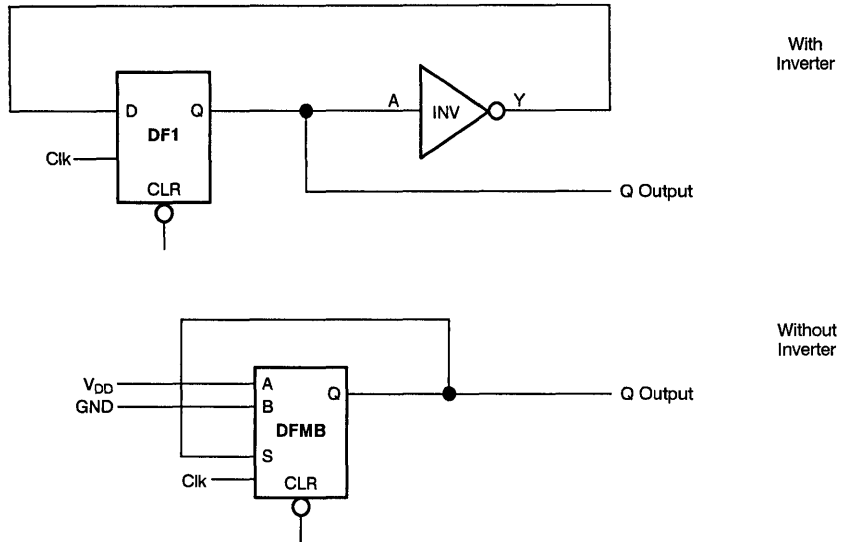 With
Inverter
D Q
DF1
Clk
CLR
A
INV
Y
Q Output
Without
Inverter
VDD
GND
A
B
Q
DFMB
S
Clk
CLR
Q Output